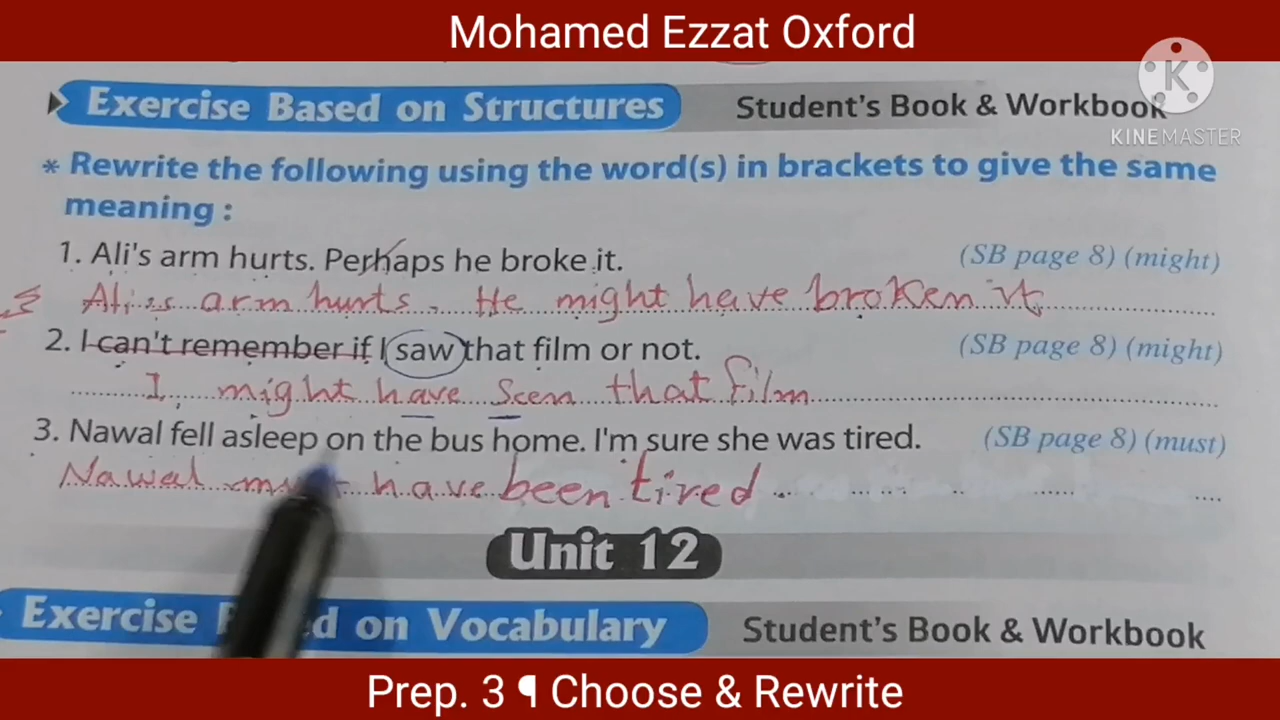 Mohamed Ezzat Oxford
K
KINEMASTER
Exercise Based on Structures Student's Book & Workbook
* Rewrite the following using the word(s) in brackets to give the same
meaning :
1. Ali's arm hurts. Perhaps he broke it. (SB page 8) (might)
Ali's arm hurts. He might have broken it
2. I can't remember if I saw that film or not. (SB page 8) (might)
I might have seen that film
3. Nawal fell asleep on the bus home. I'm sure she was tired. (SB page 8) (must)
Nawal must have been tired.
Unit 12
Exercise Based on Vocabulary Student's Book & Workbook
Prep. 3 ¶ Choose & Rewrite